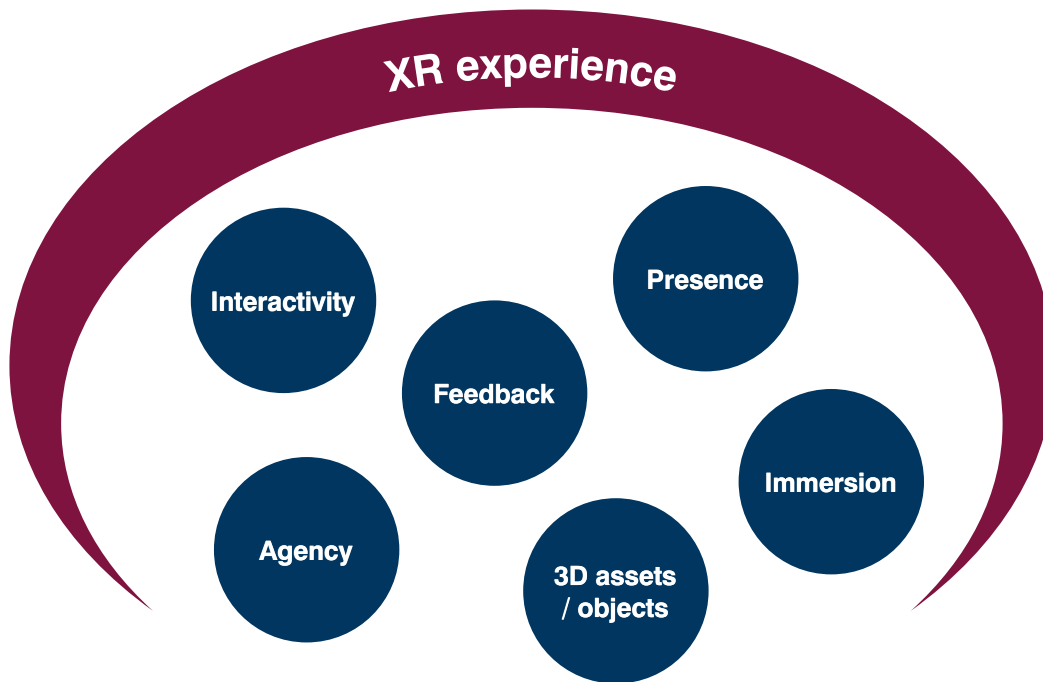 XR experience
Presence
Interactivity
Feedback
Immersion
Agency
3D assets
/ objects